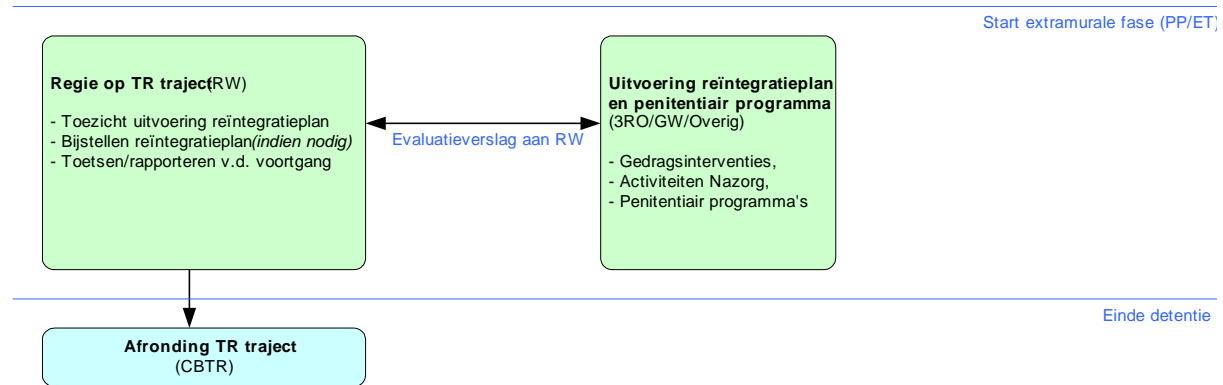 Start extramurale fase (PP/ET)
Regie op TR traject(RW)
- Toezicht uitvoering reïntegratieplan
- Bijstellen reïntegratieplan(indien nodig)
- Toetsen/rapporteren v.d. voortgang
Evaluatieverslag aan RW
Uitvoering reïntegratieplan
en penitentiair programma
(3RO/GW/Overig)
- Gedragsinterventies,
- Activiteiten Nazorg,
- Penitentiair programma's
Einde detentie
Afronding TR traject
(CBTR)